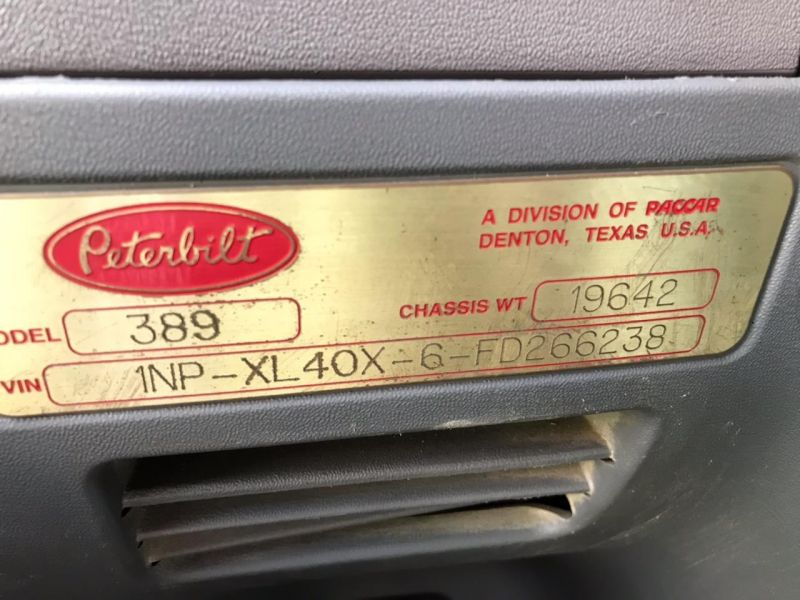 Peterbilt
A DIVISION OF PACCAR
DENTON, TEXAS U.S.A.
CHASSIS WT 19642
ODEL 389
VIN 1NP-XL40X-6-FD266238